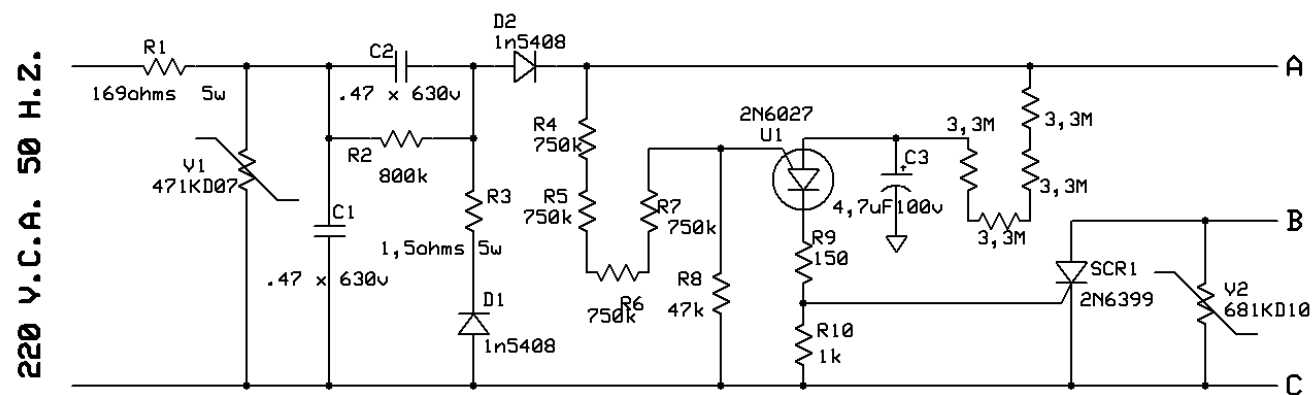 220 V.C.A. 50 H.Z.
R1
169ohms 5w
V1
471KD07
C2
.47 x 630v
R2
800k
C1
.47 x 630v
R3
1,5ohms 5w
D1
1n5408
D2
1n5408
R4
750k
R5
750k
R6
750k
R7
750k
R8
47k
2N6027
U1
R9
150
R10
1k
C3
+
4,7uF100v
3,3M
3,3M
3,3M
3,3M
SCR1
2N6399
V2
681KD10
A
B
C